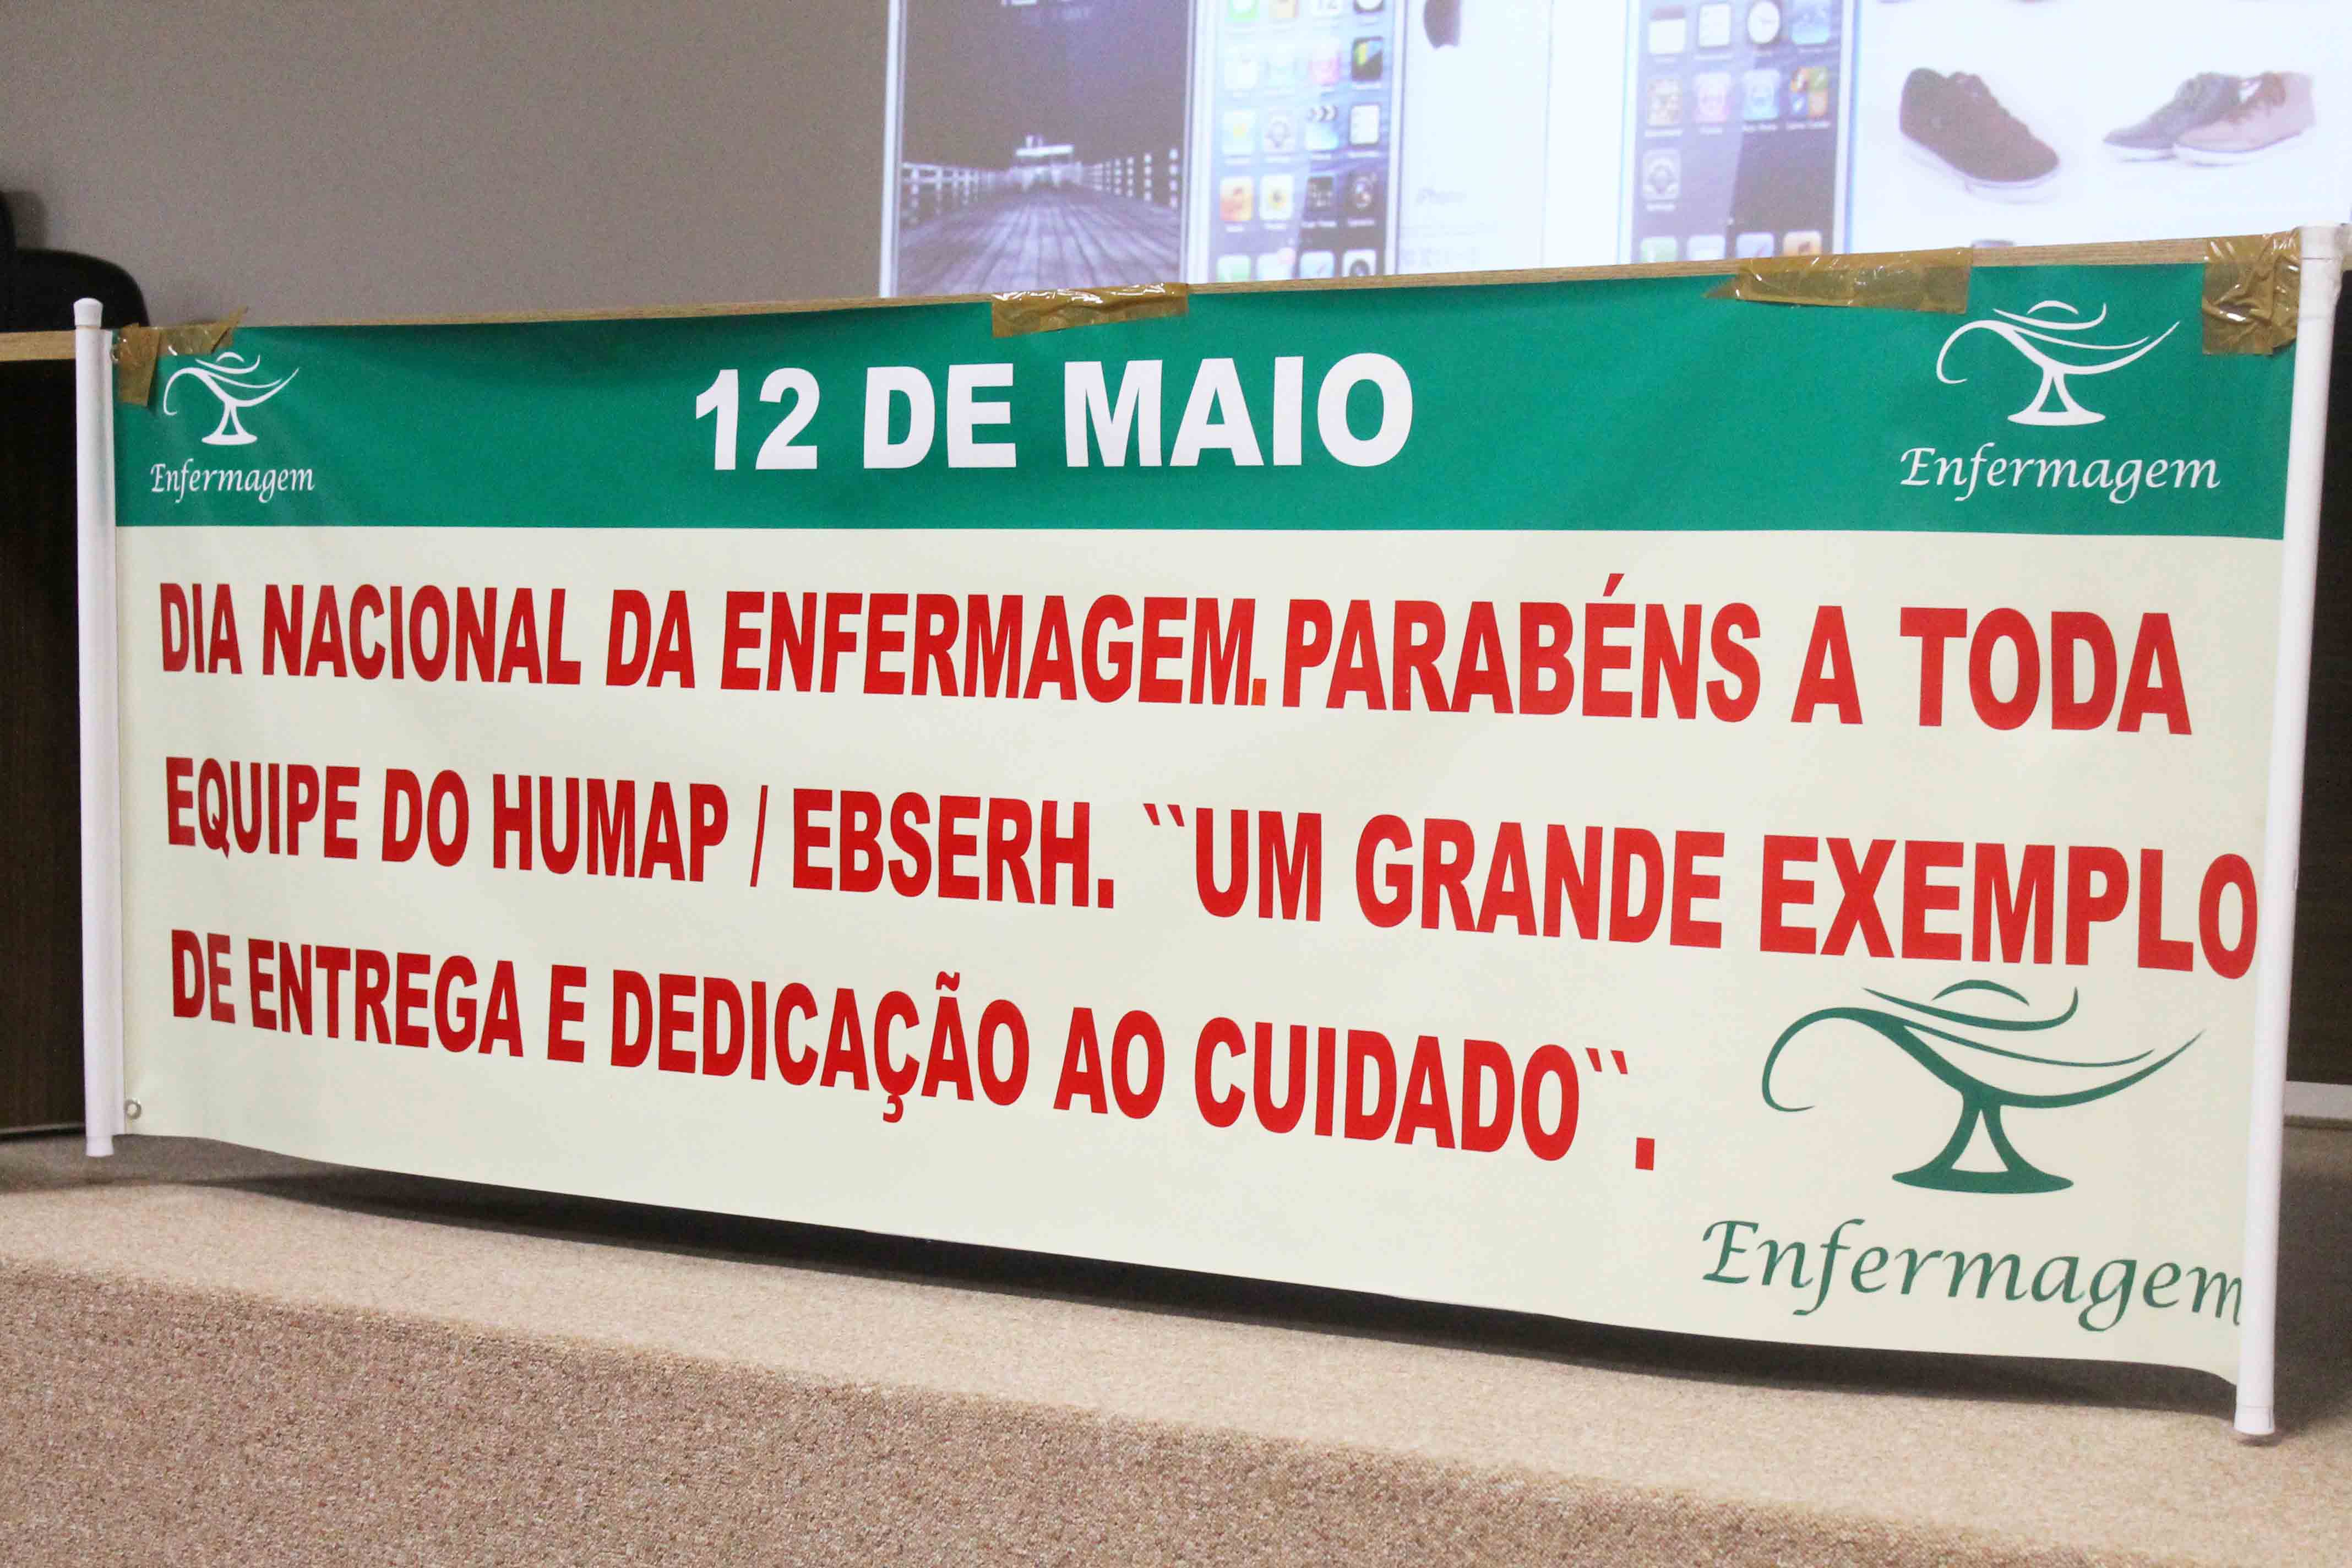 12 DE MAIO
Enfermagem
Enfermagem
DIA NACIONAL DA ENFERMAGEM. PARABÉNS A TODA
EQUIPE DO HUMAP / EBSERH. ``UM GRANDE EXEMPLO
DE ENTREGA E DEDICAÇÃO AO CUIDADO``.
Enfermagem